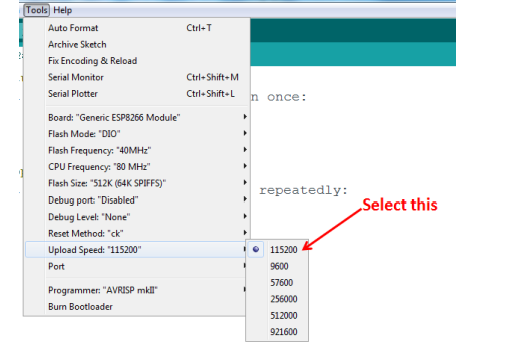 Tools Help
Auto Format Ctrl+T
Archive Sketch
Fix Encoding & Reload
Serial Monitor Ctrl+Shift+M
Serial Plotter Ctrl+Shift+L
n once:
Board: "Generic ESP8266 Module"
Flash Mode: "DIO"
Flash Frequency: "40MHz"
CPU Frequency: "80 MHz"
Flash Size: "512K (64K SPIFFS)"
repeatedly:
Debug port: "Disabled"
Select this
Debug Level: "None"
Reset Method: "ck"
Upload Speed: "115200"
115200
Port
9600
57600
Programmer: "AVRISP mkII"
256000
Burn Bootloader
512000
921600